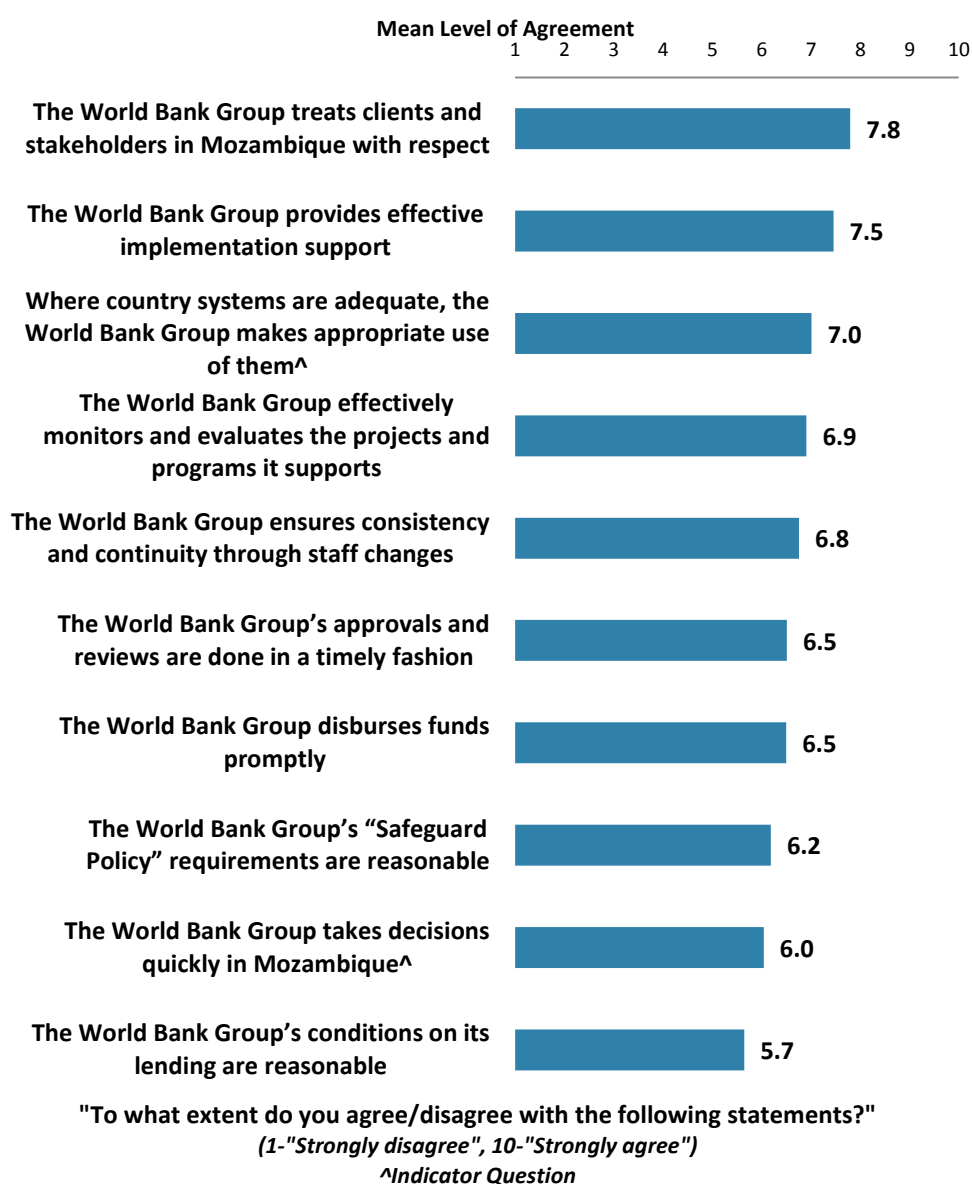 Mean Level of Agreement
1 2 3 4 5 6 7 8 9 10
The World Bank Group treats clients and
stakeholders in Mozambique with respect
7.8
The World Bank Group provides effective
implementation support
7.5
Where country systems are adequate, the
World Bank Group makes appropriate use
of them^
7.0
The World Bank Group effectively
monitors and evaluates the projects and
programs it supports
6.9
The World Bank Group ensures consistency
and continuity through staff changes
6.8
The World Bank Group’s approvals and
reviews are done in a timely fashion
6.5
The World Bank Group disburses funds
promptly
6.5
The World Bank Group’s “Safeguard
Policy” requirements are reasonable
6.2
The World Bank Group takes decisions
quickly in Mozambique^
6.0
The World Bank Group’s conditions on its
lending are reasonable
5.7
"To what extent do you agree/disagree with the following statements?"
(1-"Strongly disagree", 10-"Strongly agree")
^Indicator Question